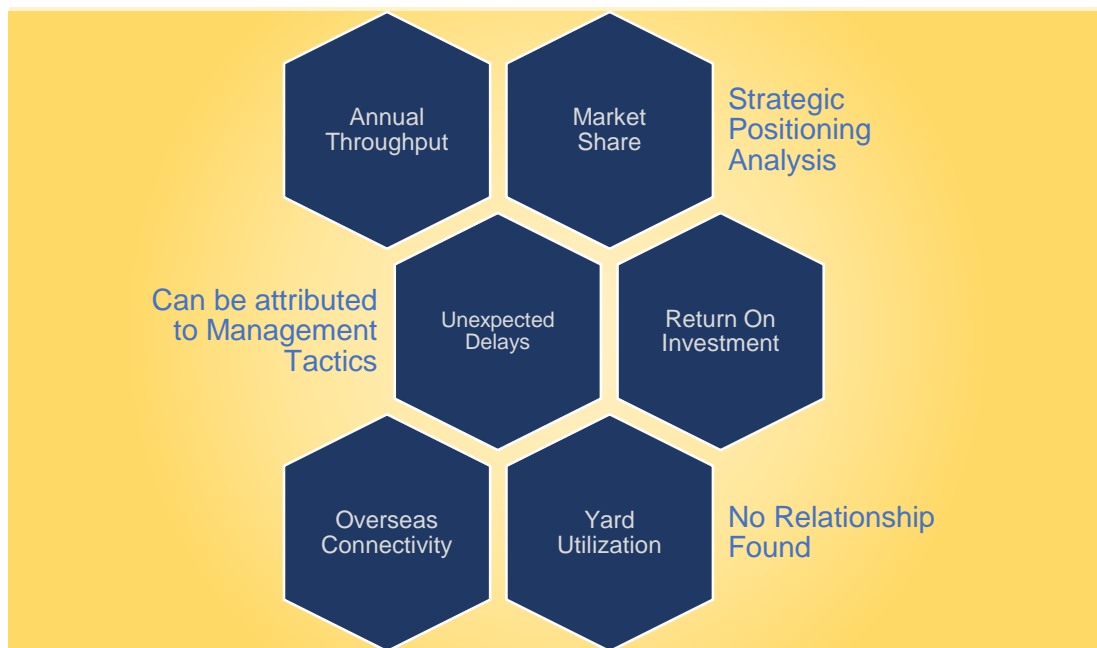 Annual
Throughput
Market
Share
Strategic
Positioning
Analysis
Can be attributed
to Management
Tactics
Unexpected
Delays
Return On
Investment
Overseas
Connectivity
Yard
Utilization
No Relationship
Found